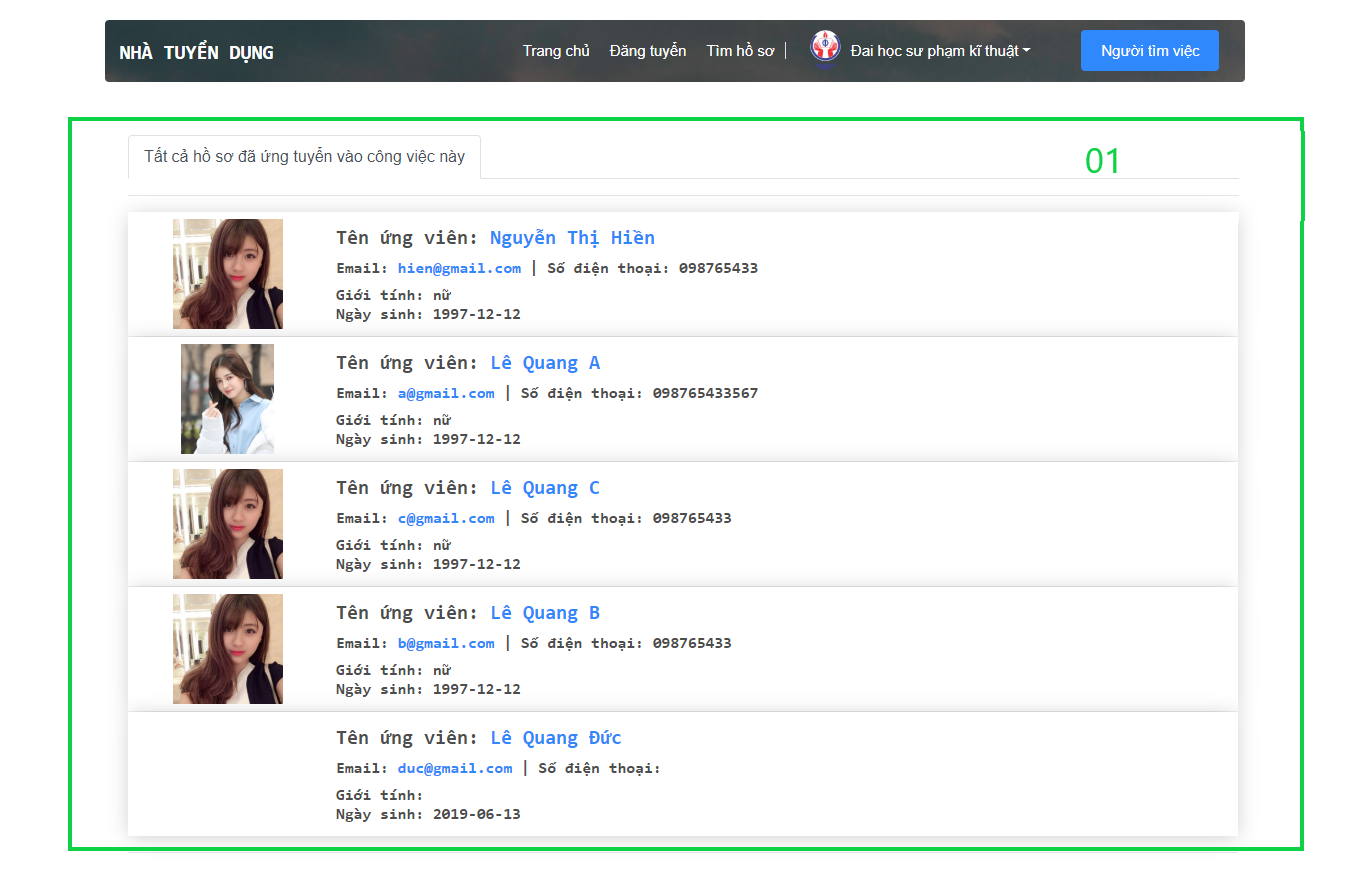 NHÀ TUYỂN DỤNG
Trang chủ Đăng tuyển Tìm hồ sơ | Đai học sư phạm kĩ thuật Người tìm việc
Tất cả hồ sơ đã ứng tuyển vào công việc này
01
Tên ứng viên: Nguyễn Thị Hiền
Email: hien@gmail.com | Số điện thoại: 098765433
Giới tính: nữ
Ngày sinh: 1997-12-12
Tên ứng viên: Lê Quang A
Email: a@gmail.com | Số điện thoại: 098765433567
Giới tính: nữ
Ngày sinh: 1997-12-12
Tên ứng viên: Lê Quang C
Email: c@gmail.com | Số điện thoại: 098765433
Giới tính: nữ
Ngày sinh: 1997-12-12
Tên ứng viên: Lê Quang B
Email: b@gmail.com | Số điện thoại: 098765433
Giới tính: nữ
Ngày sinh: 1997-12-12
Tên ứng viên: Lê Quang Đức
Email: duc@gmail.com | Số điện thoại:
Giới tính:
Ngày sinh: 2019-06-13